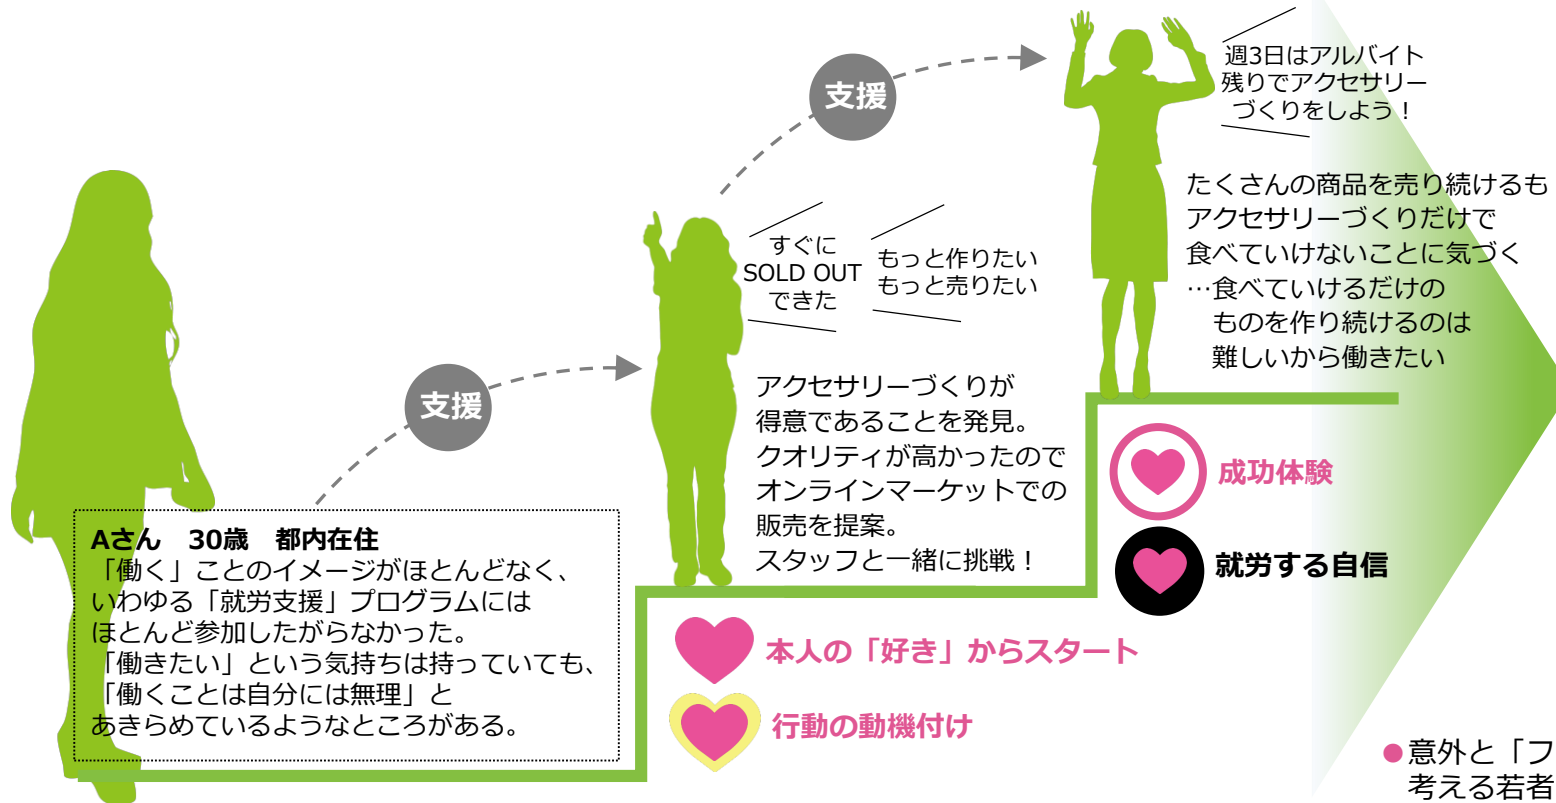 Aさん　30歳　都内在住
「働く」ことのイメージがほとんどなく、
いわゆる「就労支援」プログラムには
ほとんど参加したがらなかった。
「働きたい」という気持ちは持っていても、
「働くことは自分には無理」と
あきらめているようなところがある。
支援
すぐに
SOLD OUT
できた
もっと作りたい
もっと売りたい
アクセサリーづくりが
得意であることを発見。
クオリティが高かったので
オンラインマーケットでの
販売を提案。
スタッフと一緒に挑戦！
本人の「好き」からスタート
行動の動機付け
支援
週3日はアルバイト
残りでアクセサリー
づくりをしよう！
たくさんの商品を売り続けるも
アクセサリーづくりだけで
食べていけないことに気づく
…食べていけるだけの
ものを作り続けるのは
難しいから働きたい
成功体験
就労する自信
●意外と「フ
考える若者